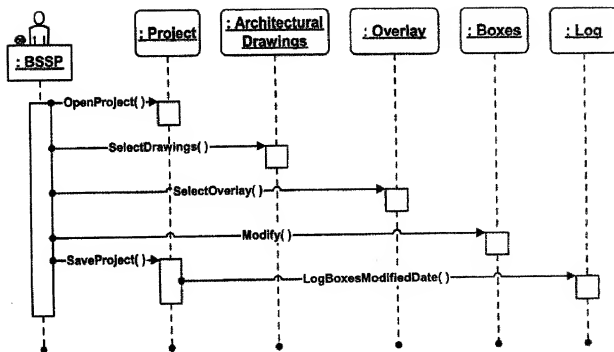 : BSSP
: Project
: Architectural
Drawings
: Overlay
: Boxes
: Log
OpenProject( )
SelectDrawings( )
SelectOverlay( )
Modify( )
SaveProject( )
LogBoxesModifiedDate( )